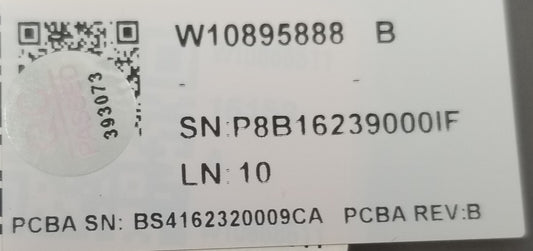 W10895888 B
- -
393073
SN:P8B16239000IF
LN: 10
PCBA SN: BS4162320009CA PCBA REV:B